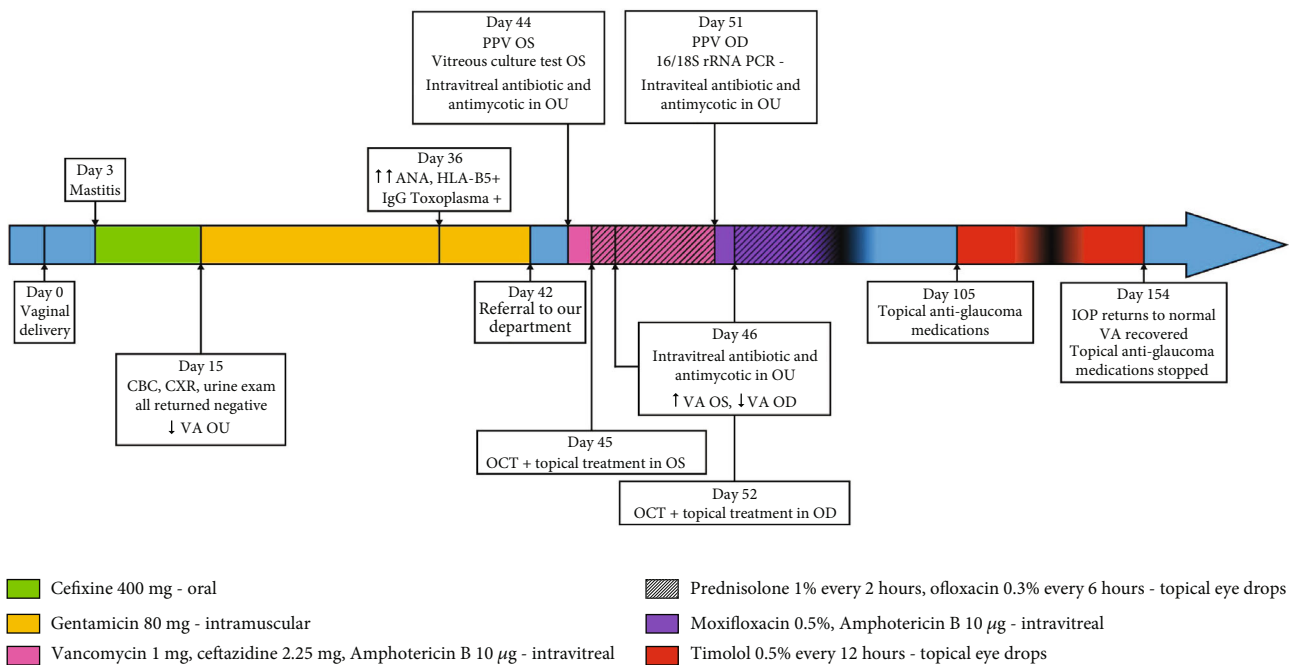 Day 44
PPV OS
Vitreous culture test OS
Intravitreal antibiotic and
antimycotic in OU
Day 51
PPV OD
16/18S rRNA PCR -
Intraviteal antibiotic and
antimycotic in OU
Day 3
Mastitis
Day 36
↑↑ANA, HLA-B5+
IgG Toxoplasma +
Day 0
Vaginal
delivery
Day 15
CBC, CXR, urine exam
all returned negative
↓ VA OU
Day 42
Referral to our
department
Day 45
OCT + topical treatment in OS
Day 46
Intravitreal antibiotic and
antimycotic in OU
↑ VA OS, ↓ VA OD
Day 52
OCT + topical treatment in OD
Day 105
Topical anti-glaucoma
medications
Day 154
IOP returns to normal
VA recovered
Topical anti-glaucoma
medications stopped
Cefixine 400 mg - oral
Gentamicin 80 mg - intramuscular
Vancomycin 1 mg, ceftazidine 2.25 mg, Amphotericin B 10 μg - intravitreal
Prednisolone 1% every 2 hours, ofloxacin 0.3% every 6 hours - topical eye drops
Moxifloxacin 0.5%, Amphotericin B 10 μg - intravitreal
Timolol 0.5% every 12 hours - topical eye drops